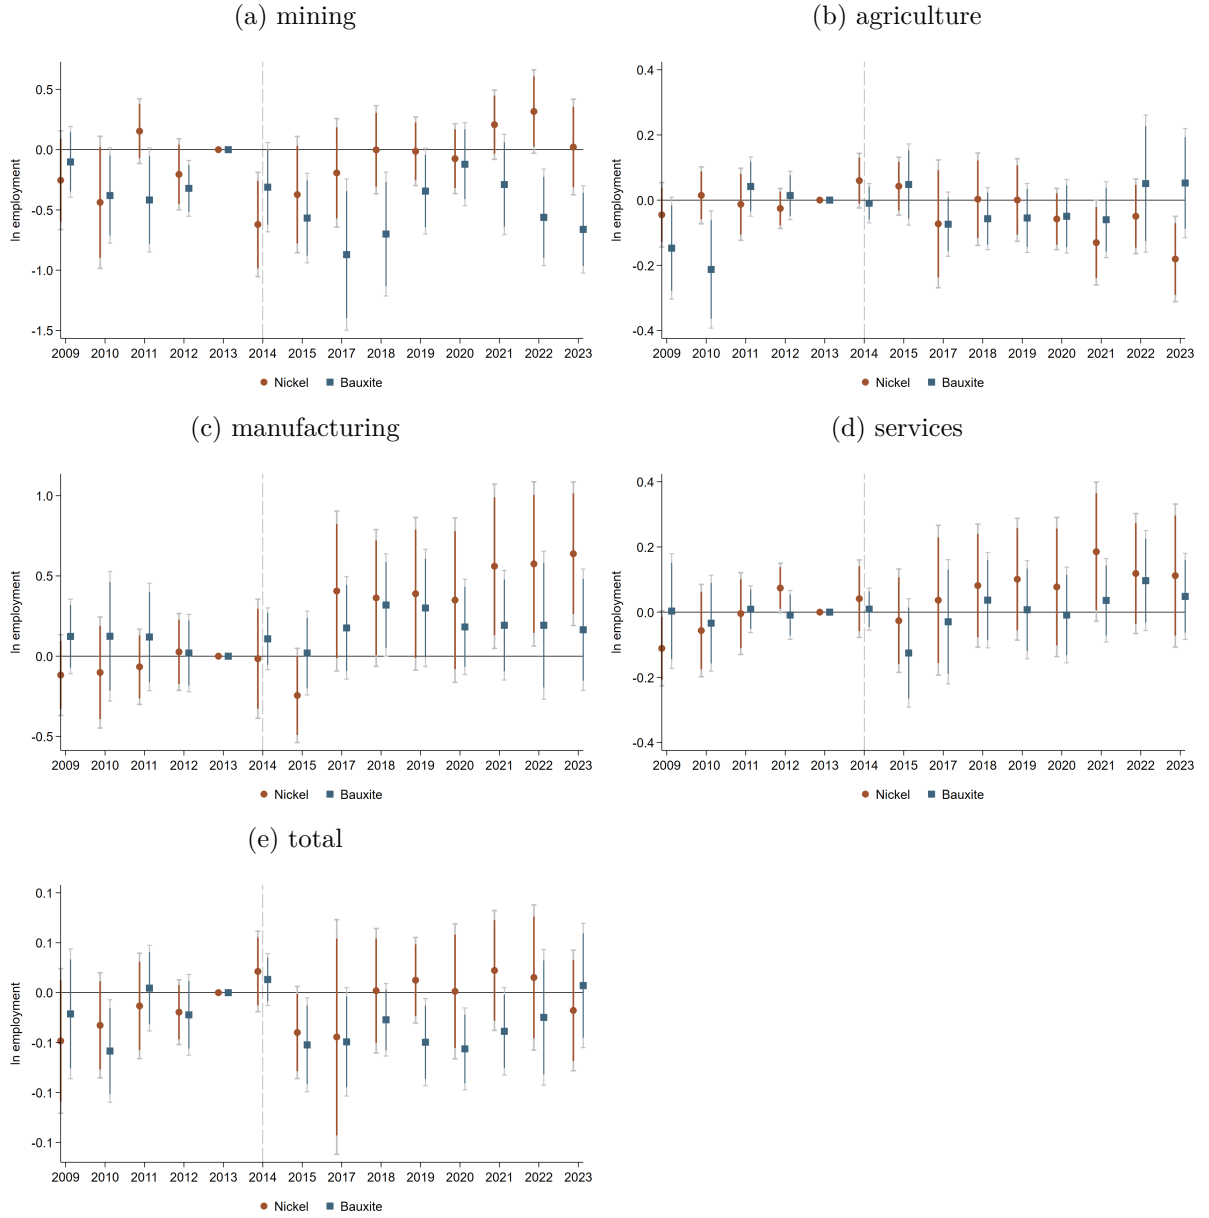 (a) mining
0.5
0.0
-0.5
-1.0
-1.5
ln employment
2009 2010 2011 2012 2013 2014 2015 2017 2018 2019 2020 2021 2022 2023
Nickel Bauxite
(b) agriculture
0.4
0.2
0.0
-0.2
-0.4
ln employment
2009 2010 2011 2012 2013 2014 2015 2017 2018 2019 2020 2021 2022 2023
Nickel Bauxite
(c) manufacturing
1.0
0.5
0.0
-0.5
ln employment
2009 2010 2011 2012 2013 2014 2015 2017 2018 2019 2020 2021 2022 2023
Nickel Bauxite
(d) services
0.4
0.2
0.0
-0.2
-0.4
ln employment
2009 2010 2011 2012 2013 2014 2015 2017 2018 2019 2020 2021 2022 2023
Nickel Bauxite
(e) total
0.1
0.1
0.0
-0.1
-0.1
-0.1
ln employment
2009 2010 2011 2012 2013 2014 2015 2017 2018 2019 2020 2021 2022 2023
Nickel Bauxite